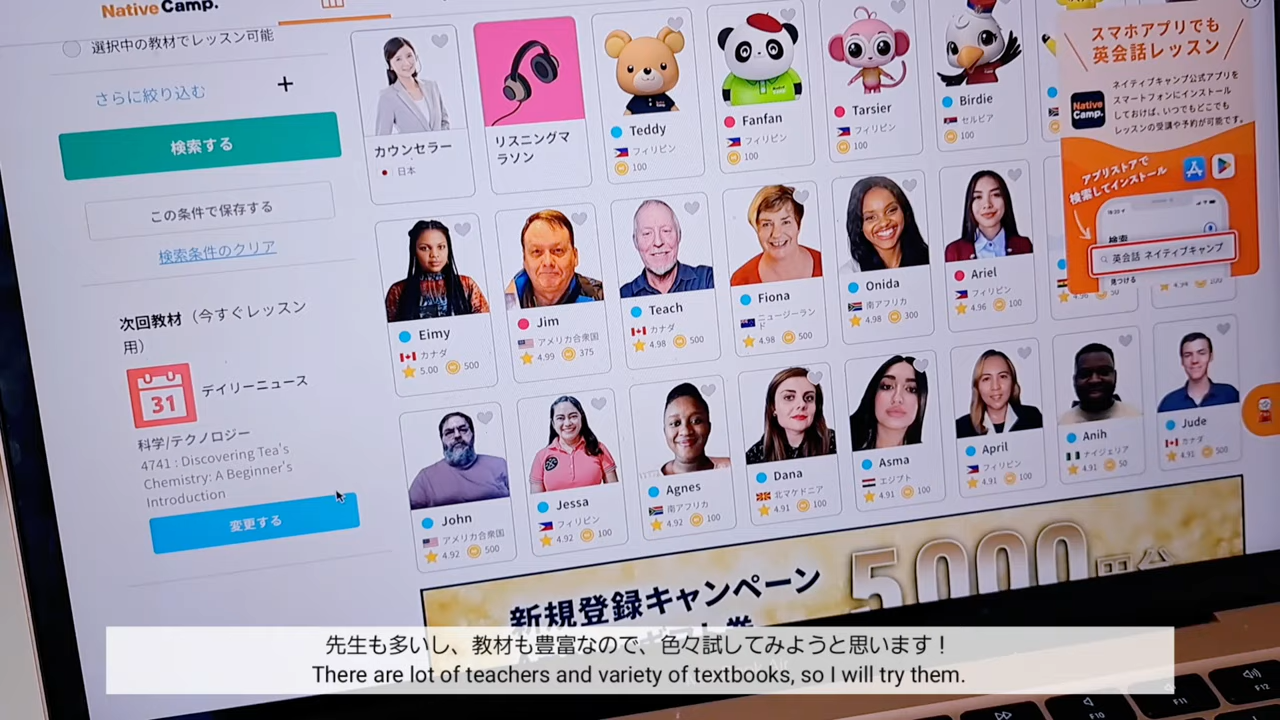 NativeCamp.
選択中の教材でレッスン可能
さらに絞り込む
+
検索する
この条件で保存する
検索条件のクリア
次回教材（今すぐレッスン
用）
31
デイリーニュース
科学/テクノロジー
4741 : Discovering Tea's
Chemistry: A Beginner's
Introduction
変更する
カウンセラー
日本
リスニングマ
ラソン
Teddy
フィリピン
100
Fanfan
フィリピン
100
Tarsier
フィリピン
100
Birdie
セルビア
100
Eimy
カナダ
5.00 500
Jim
アメリカ合衆国
4.99 375
Teach
カナダ
4.98 500
Fiona
ニュージーラン
ド
4.98 500
Onida
南アフリカ
4.98 300
Ariel
フィリピン
4.96 100
John
アメリカ合衆国
4.92 500
Jessa
フィリピン
4.92 100
Agnes
南アフリカ
4.92 100
Dana
北マケドニア
4.91 100
Asma
エジプト
4.91 100
April
フィリピン
4.91 100
Anih
ナイジェリア
4.91 50
Jude
カナダ
4.91 500
スマホアプリでも
英会話レッスン
Native
Camp.
ネイティブキャンプ公式アプリを
スマートフォンにインストール
しておけば、いつでもどこでも
レッスンの受講や予約が可能です。
アプリストアで
検索してインストール
検索
英会話 ネイティブキャンプ
見つける
新規登録キャンペーン
5,000円分
先生も多いし、教材も豊富なので、色々試してみようと思います！
There are lot of teachers and variety of textbooks, so I will try them.
F10
F11
F12